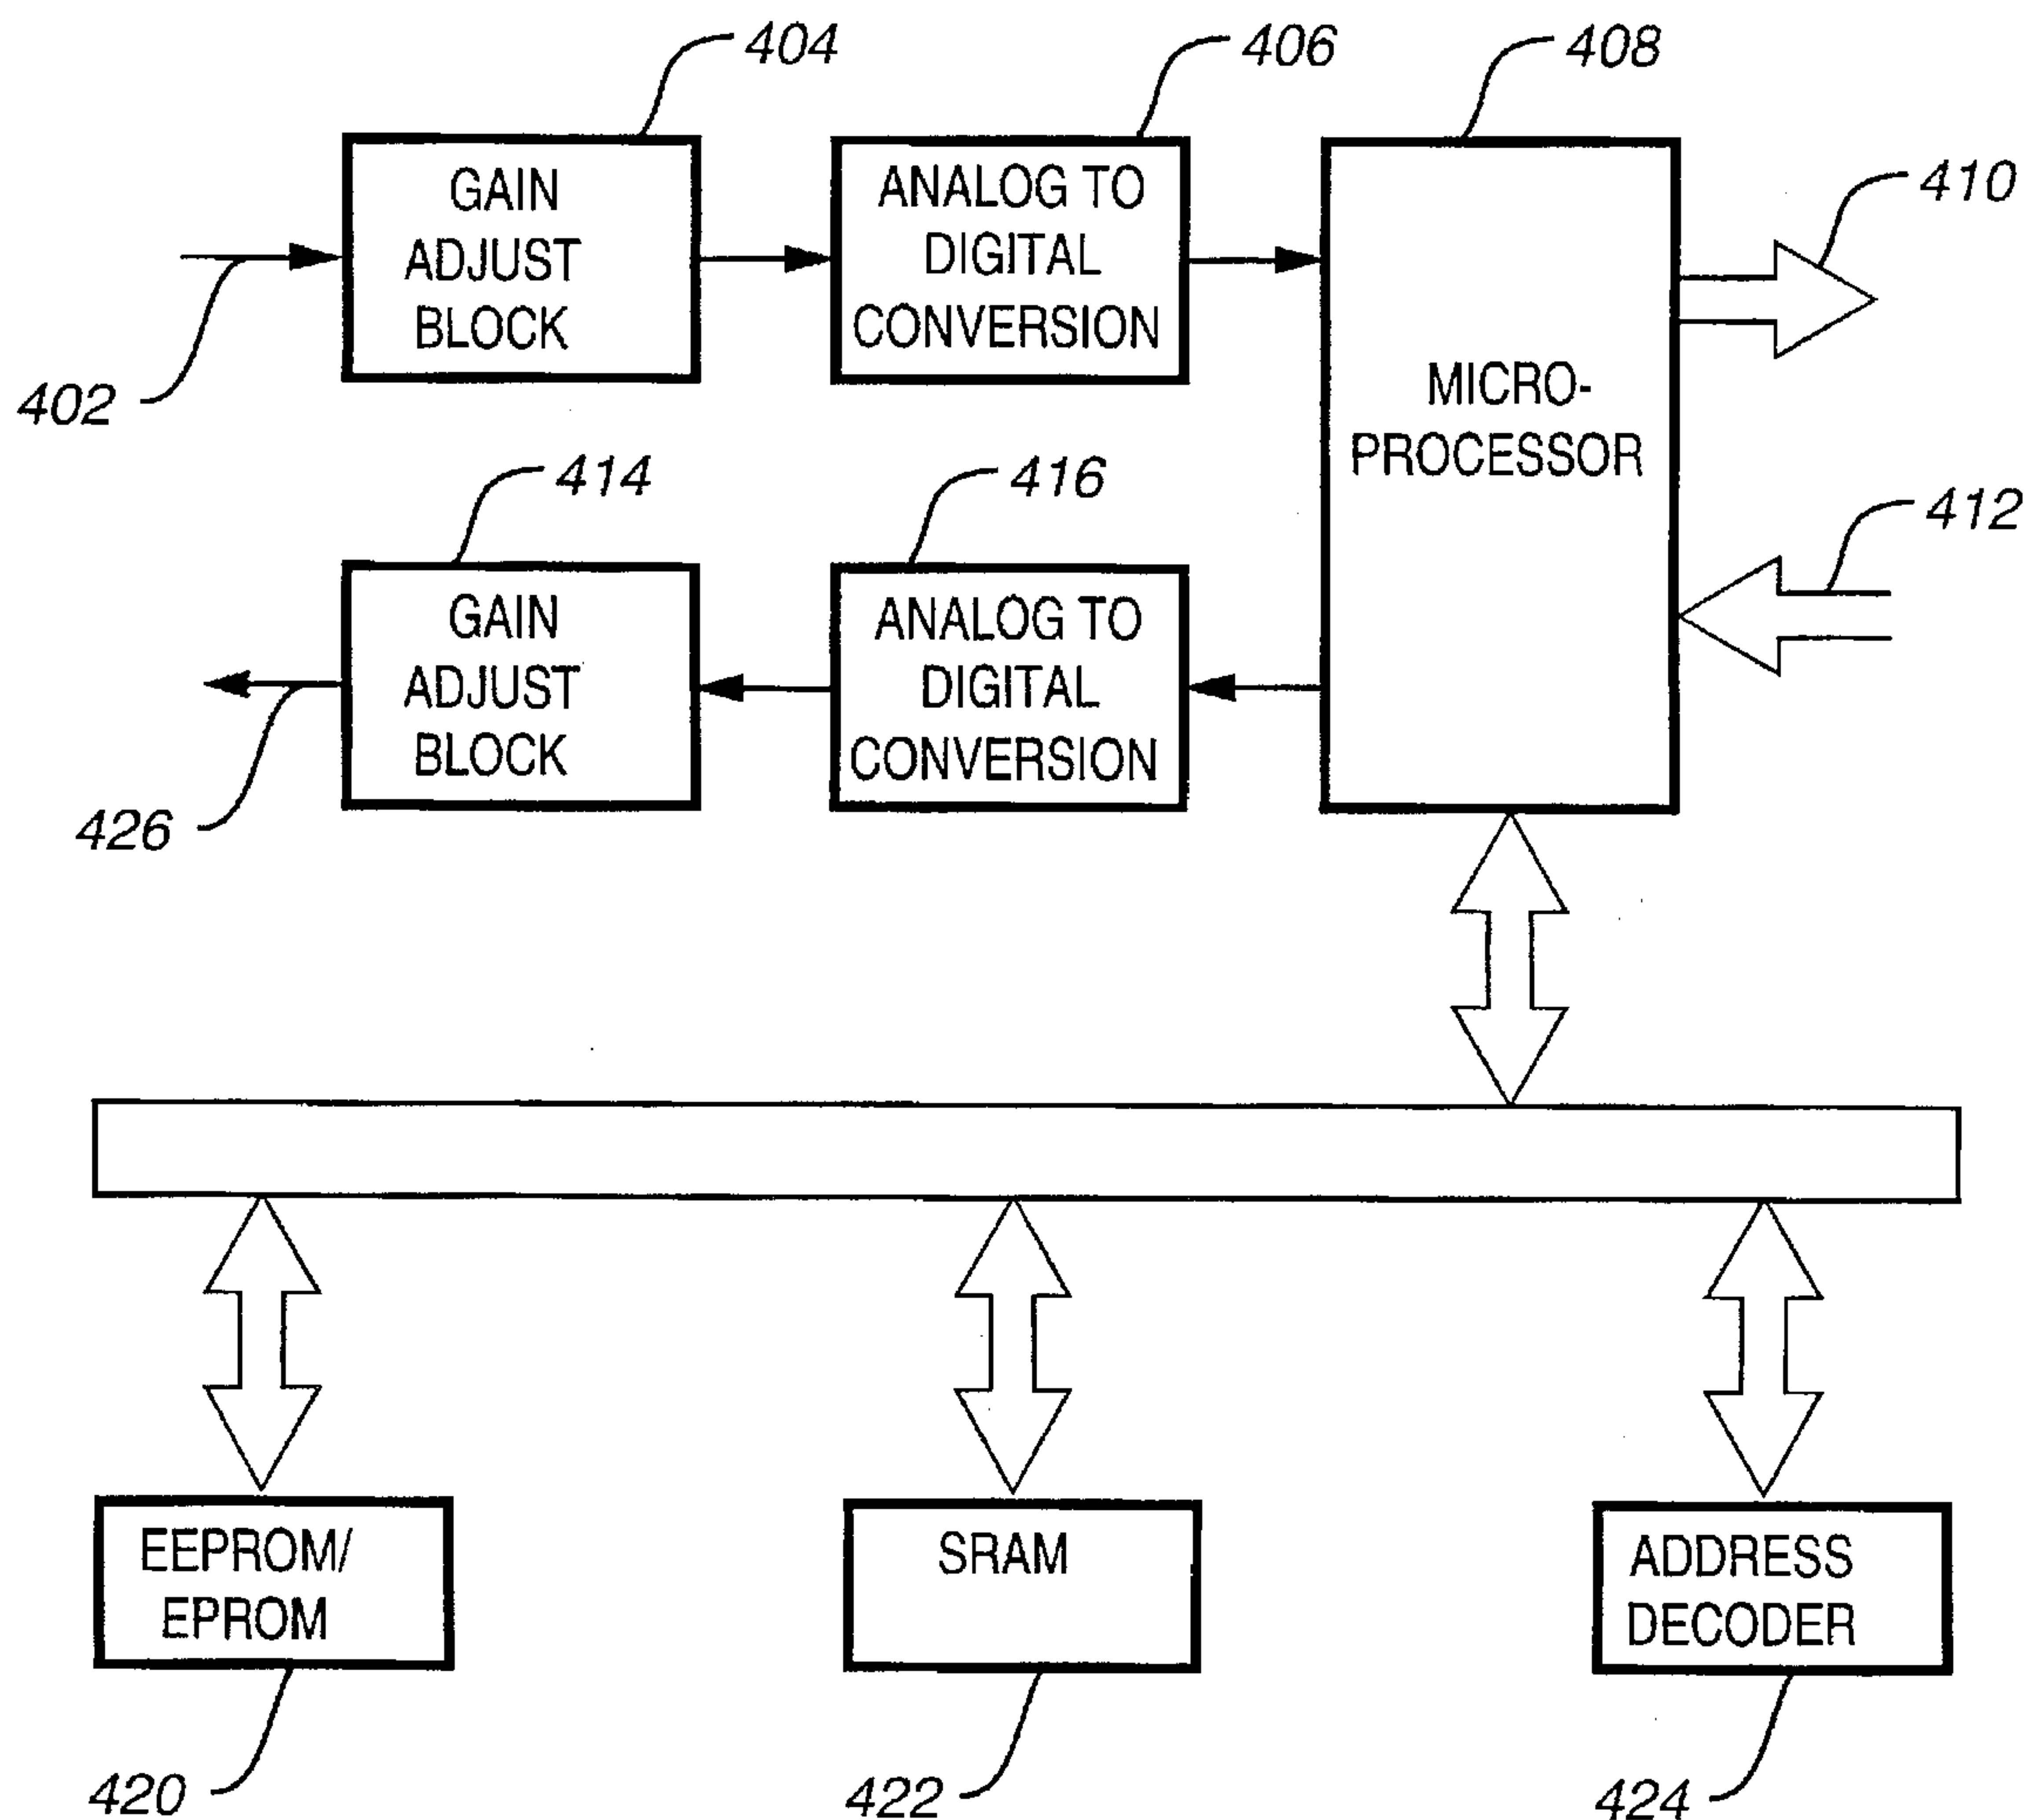 404
406
408
GAIN
ADJUST
BLOCK
ANALOG TO
DIGITAL
CONVERSION
410
402
MICRO-
PROCESSOR
414
416
412
GAIN
ADJUST
BLOCK
ANALOG TO
DIGITAL
CONVERSION
426
EEPROM/
EPROM
SRAM
ADDRESS
DECODER
420
422
424